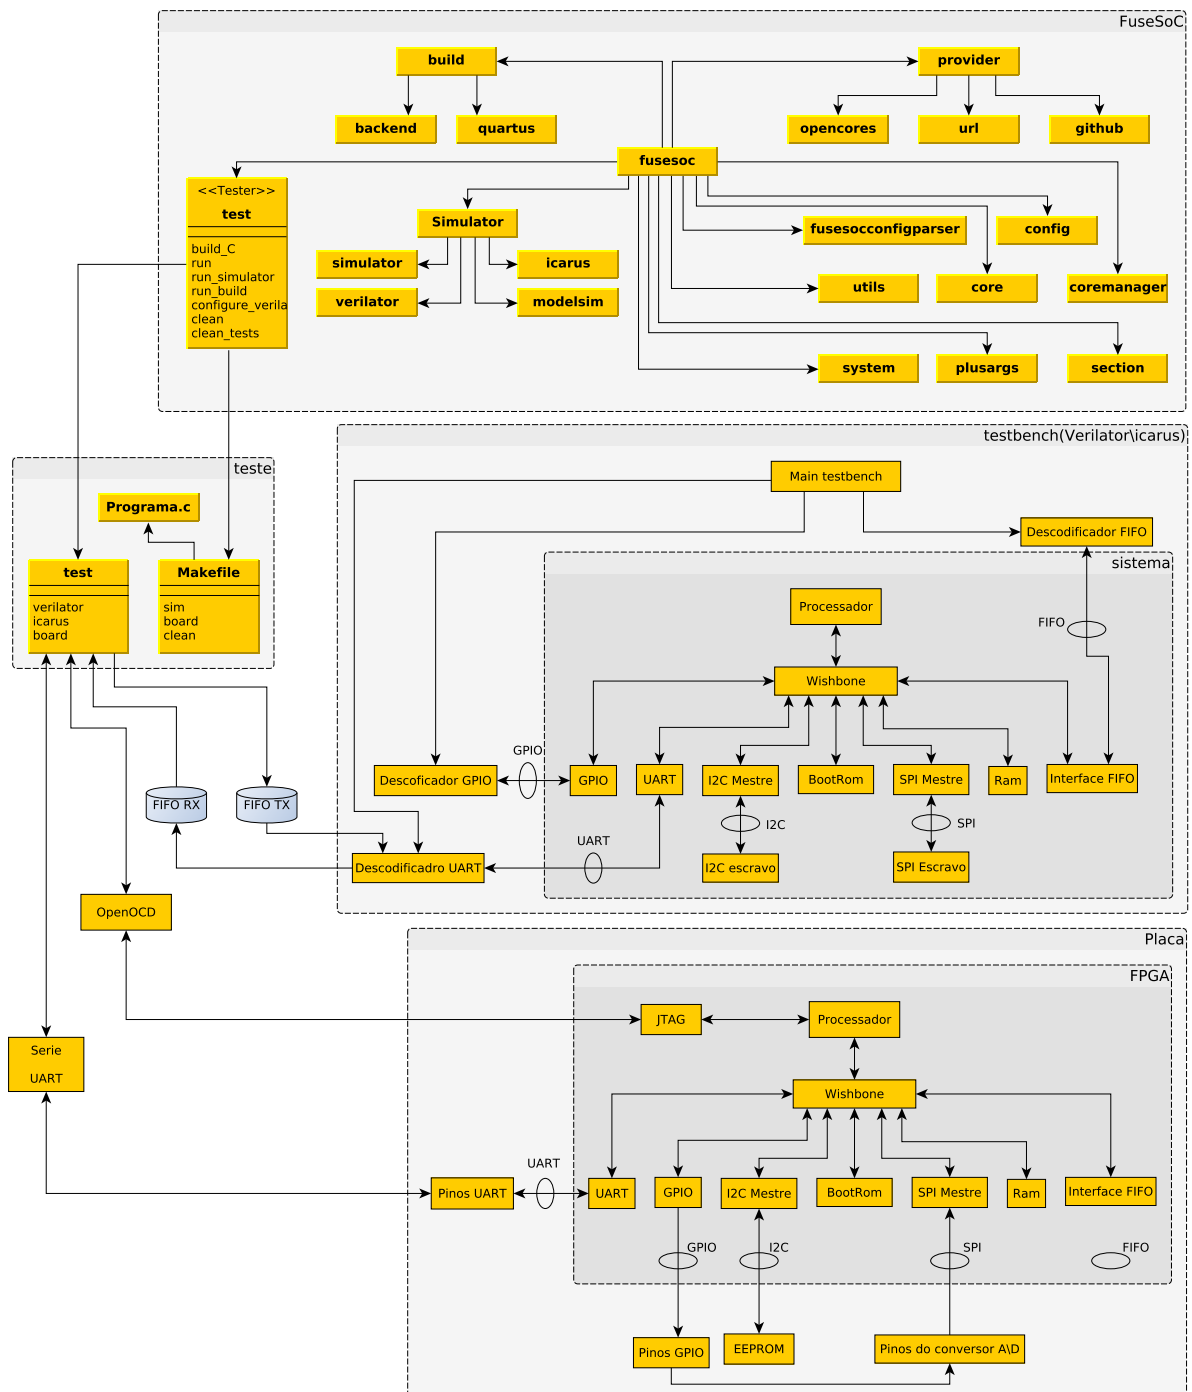 FuseSoC
build
provider
backend
quartus
opencores
url
github
fusesoc
<<Tester>>
test
build_C
run
run_simulator
run_build
configure_verila
clean
clean_tests
Simulator
fusesocconfigparser
config
simulator
icarus
verilator
modelsim
utils
core
coremanager
system
plusargs
section
testbench(Verilator\icarus)
teste
Main testbench
Programa.c
Descodificador FIFO
sistema
test
verilator
icarus
board
Makefile
sim
board
clean
Processador
FIFO
Wishbone
GPIO
Descoficador GPIO
GPIO
UART
I2C Mestre
BootRom
SPI Mestre
Ram
Interface FIFO
FIFO RX
FIFO TX
I2C
SPI
UART
Descodificadro UART
I2C escravo
SPI Escravo
OpenOCD
Placa
FPGA
JTAG
Processador
Serie
UART
Wishbone
UART
Pinos UART
UART
GPIO
I2C Mestre
BootRom
SPI Mestre
Ram
Interface FIFO
GPIO
I2C
SPI
FIFO
Pinos GPIO
EEPROM
Pinos do conversor A\D